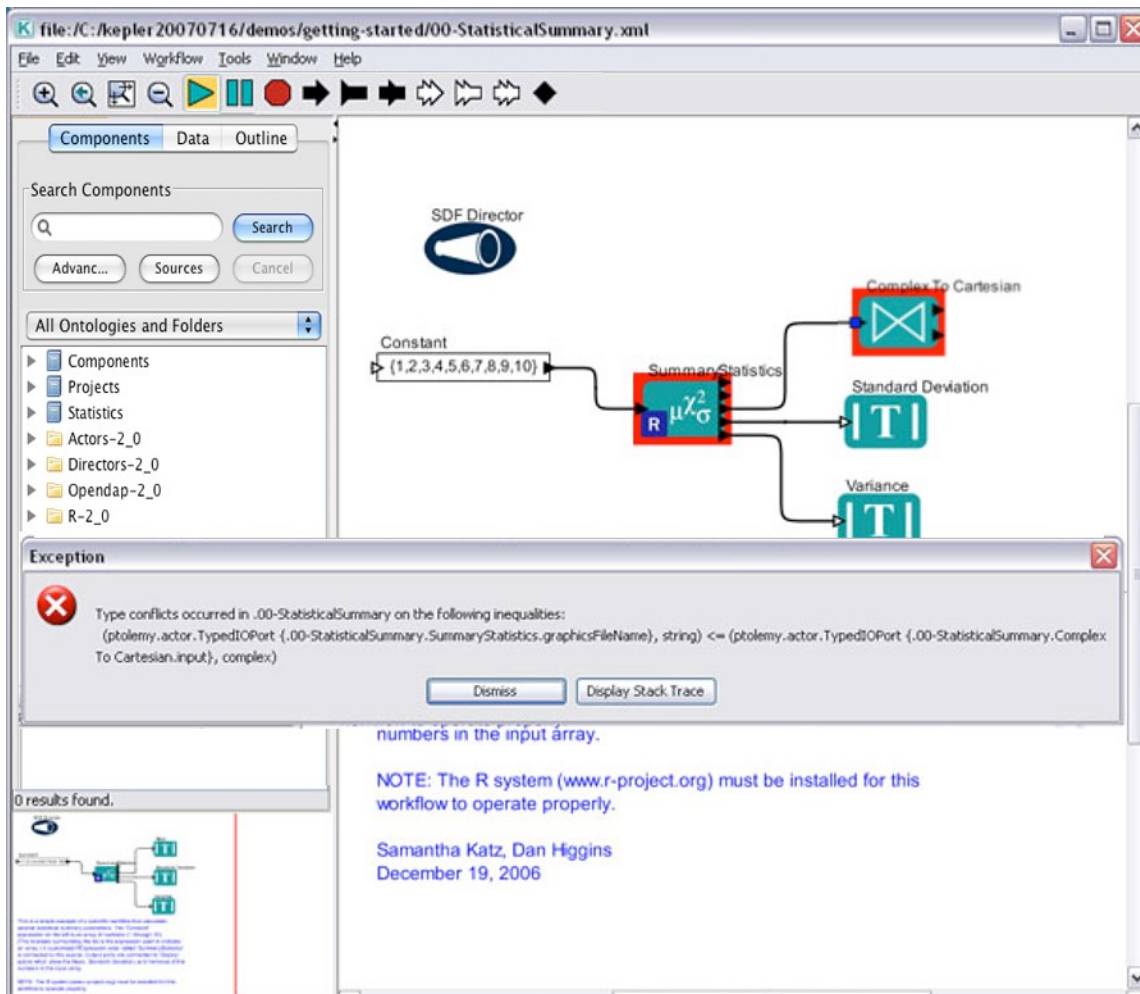 file:/C:/kepler20070716/demos/getting-started/00-StatisticalSummary.xml
File Edit View Workflow Tools Window Help
Components Data Outline
Search Components
Search
Advanc... Sources Cancel
All Ontologies and Folders
Components
Projects
Statistics
Actors-2_0
Directors-2_0
Opendap-2_0
R-2_0
SDF Director
Complex To Cartesian
Constant
{1,2,3,4,5,6,7,8,9,10}
SummaryStatistics
R μχ²σ
Standard Deviation
T
Variance
T
Exception
Type conflicts occurred in .00-StatisticalSummary on the following inequalities:
(ptolemy.actor.TypedIOPort {.00-StatisticalSummary.SummaryStatistics.graphicsFileName}, string) <= (ptolemy.actor.TypedIOPort {.00-StatisticalSummary.Complex
To Cartesian.input}, complex)
Dismiss Display Stack Trace
numbers in the input array.
NOTE: The R system (www.r-project.org) must be installed for this
workflow to operate properly.
Samantha Katz, Dan Higgins
December 19, 2006
0 results found.